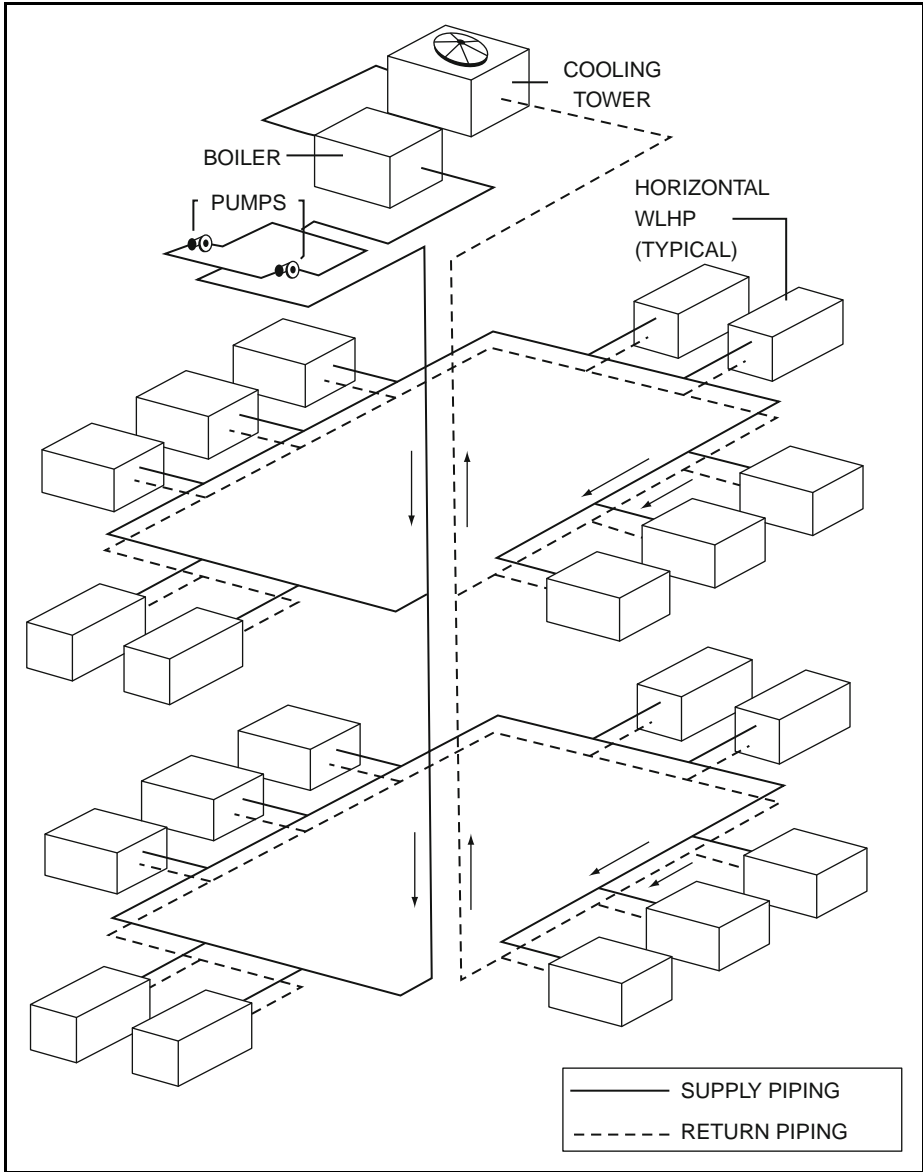 COOLING
TOWER
BOILER
PUMPS
HORIZONTAL
WLHP
(TYPICAL)
SUPPLY PIPING
RETURN PIPING